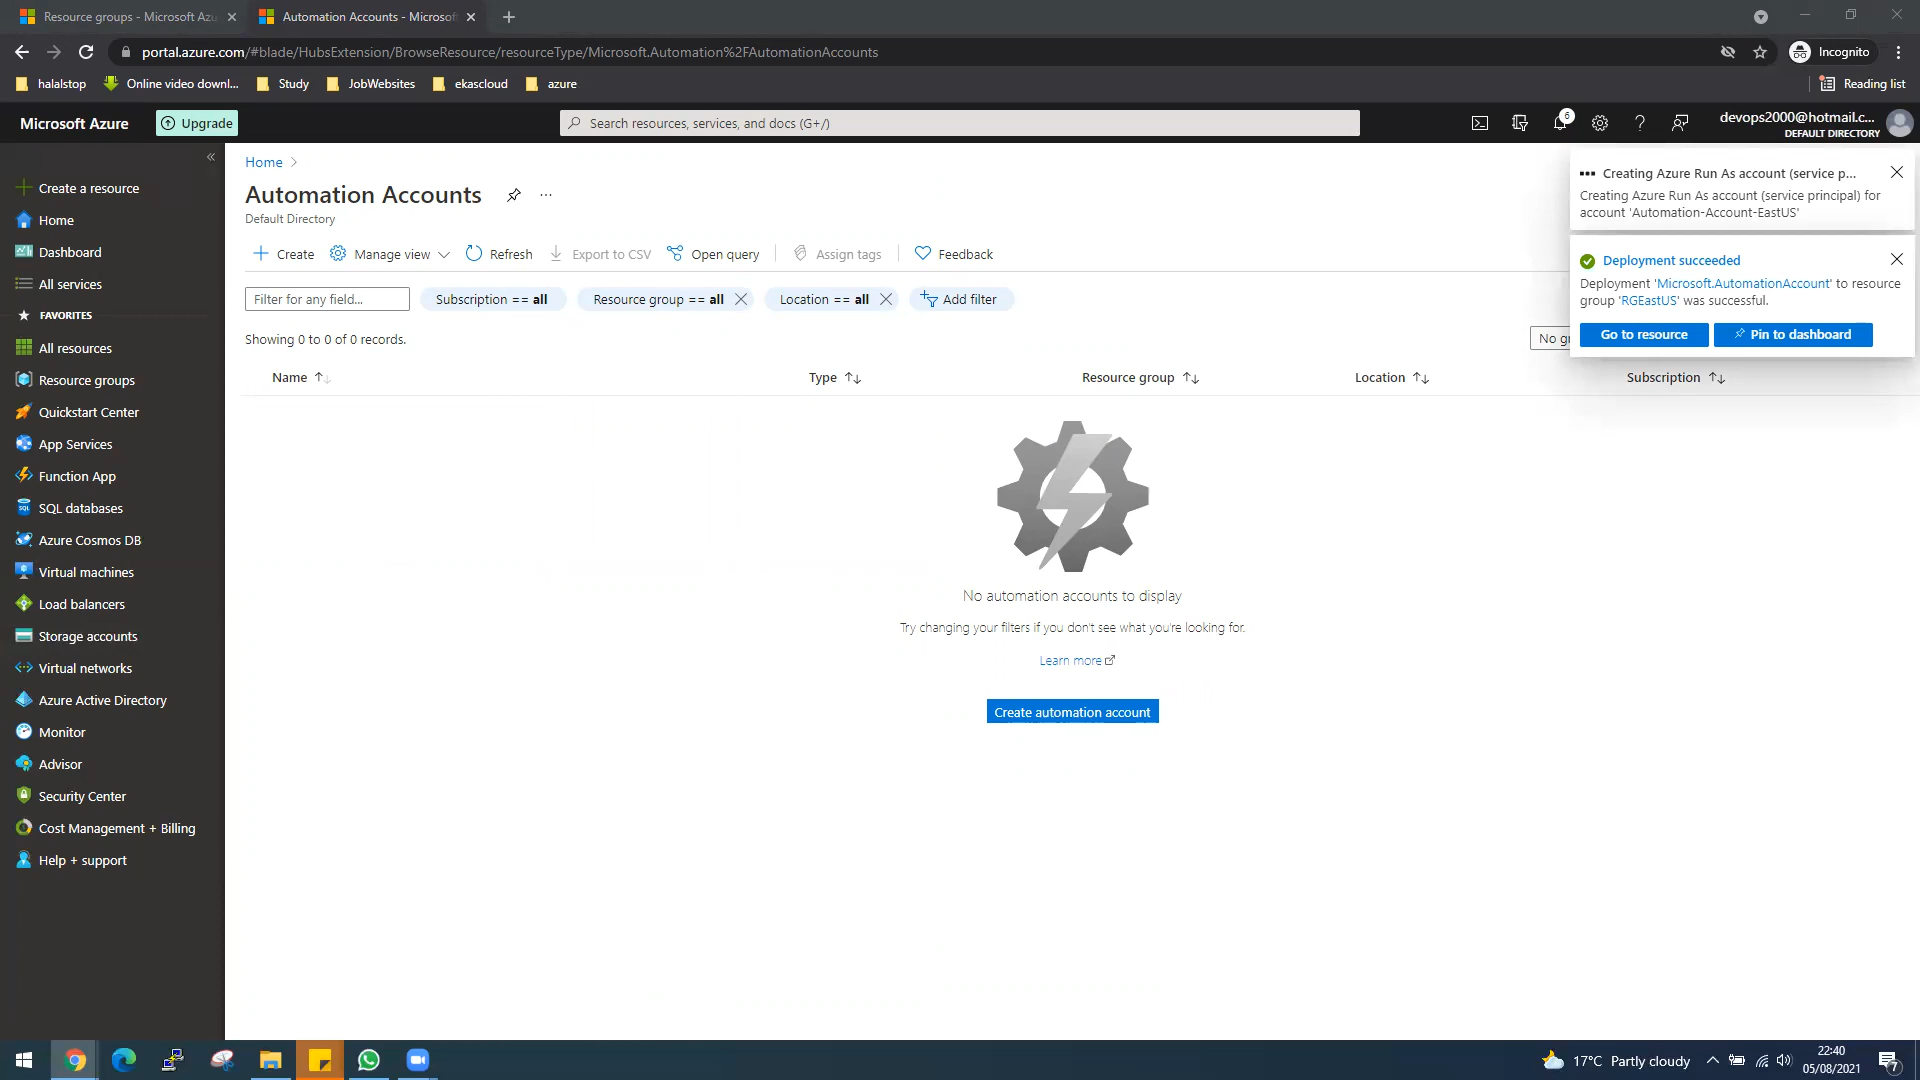 Resource groups - Microsoft Azu
Automation Accounts - Microsof
portal.azure.com/#blade/HubsExtension/BrowseResource/resourceType/Microsoft.Automation%2FAutomationAccounts
Incognito
halalstop
Online video downl...
Study
JobWebsites
ekascloud
azure
Reading list
Microsoft Azure
Upgrade
Search resources, services, and docs (G+/)
6
devops2000@hotmail.c...
DEFAULT DIRECTORY
Create a resource
Home
Dashboard
All services
FAVORITES
All resources
Resource groups
Quickstart Center
App Services
Function App
SQL databases
Azure Cosmos DB
Virtual machines
Load balancers
Storage accounts
Virtual networks
Azure Active Directory
Monitor
Advisor
Security Center
Cost Management + Billing
Help + support
Home
Automation Accounts
Default Directory
Create
Manage view
Refresh
Export to CSV
Open query
Assign tags
Feedback
Filter for any field...
Subscription == all
Resource group == all
Location == all
Add filter
Showing 0 to 0 of 0 records.
No gr
Name
Type
Resource group
Location
Subscription
No automation accounts to display
Try changing your filters if you don't see what you're looking for.
Learn more
Create automation account
Creating Azure Run As account (service p...
Creating Azure Run As account (service principal) for
account 'Automation-Account-EastUS'
Deployment succeeded
Deployment 'Microsoft.AutomationAccount' to resource
group 'RGEastUS' was successful.
Go to resource
Pin to dashboard
17°C Partly cloudy
22:40
05/08/2021
7